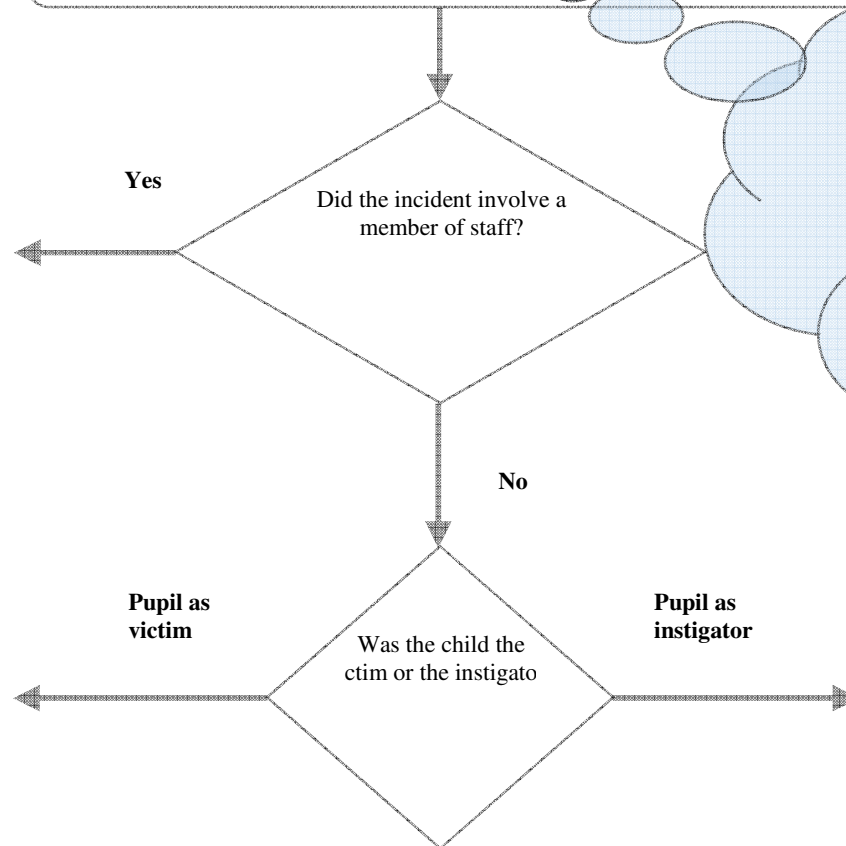 Yes
Did the incident involve a
member of staff?
No
Pupil as
victim
Pupil as
instigator
Was the child the
ctim or the instigato